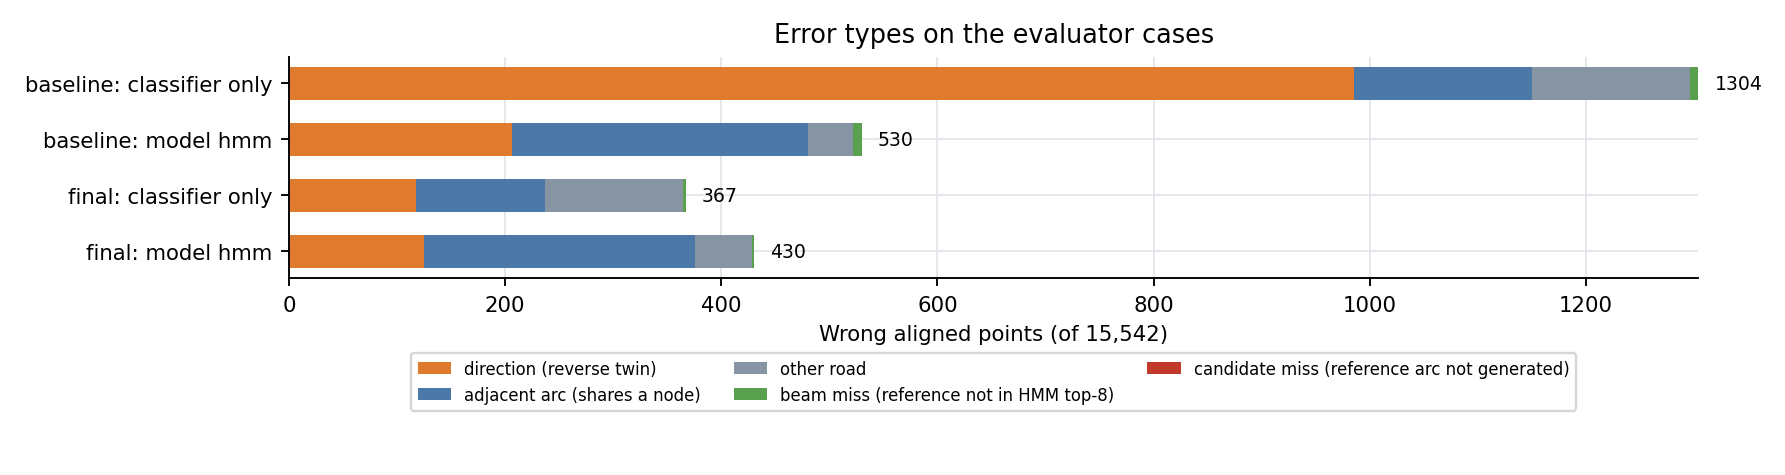 Error types on the evaluator cases
baseline: classifier only
1304
baseline: model hmm
530
final: classifier only
367
final: model hmm
430
0 200 400 600 800 1000 1200
Wrong aligned points (of 15,542)
direction (reverse twin) other road candidate miss (reference arc not generated)
adjacent arc (shares a node) beam miss (reference not in HMM top-8)